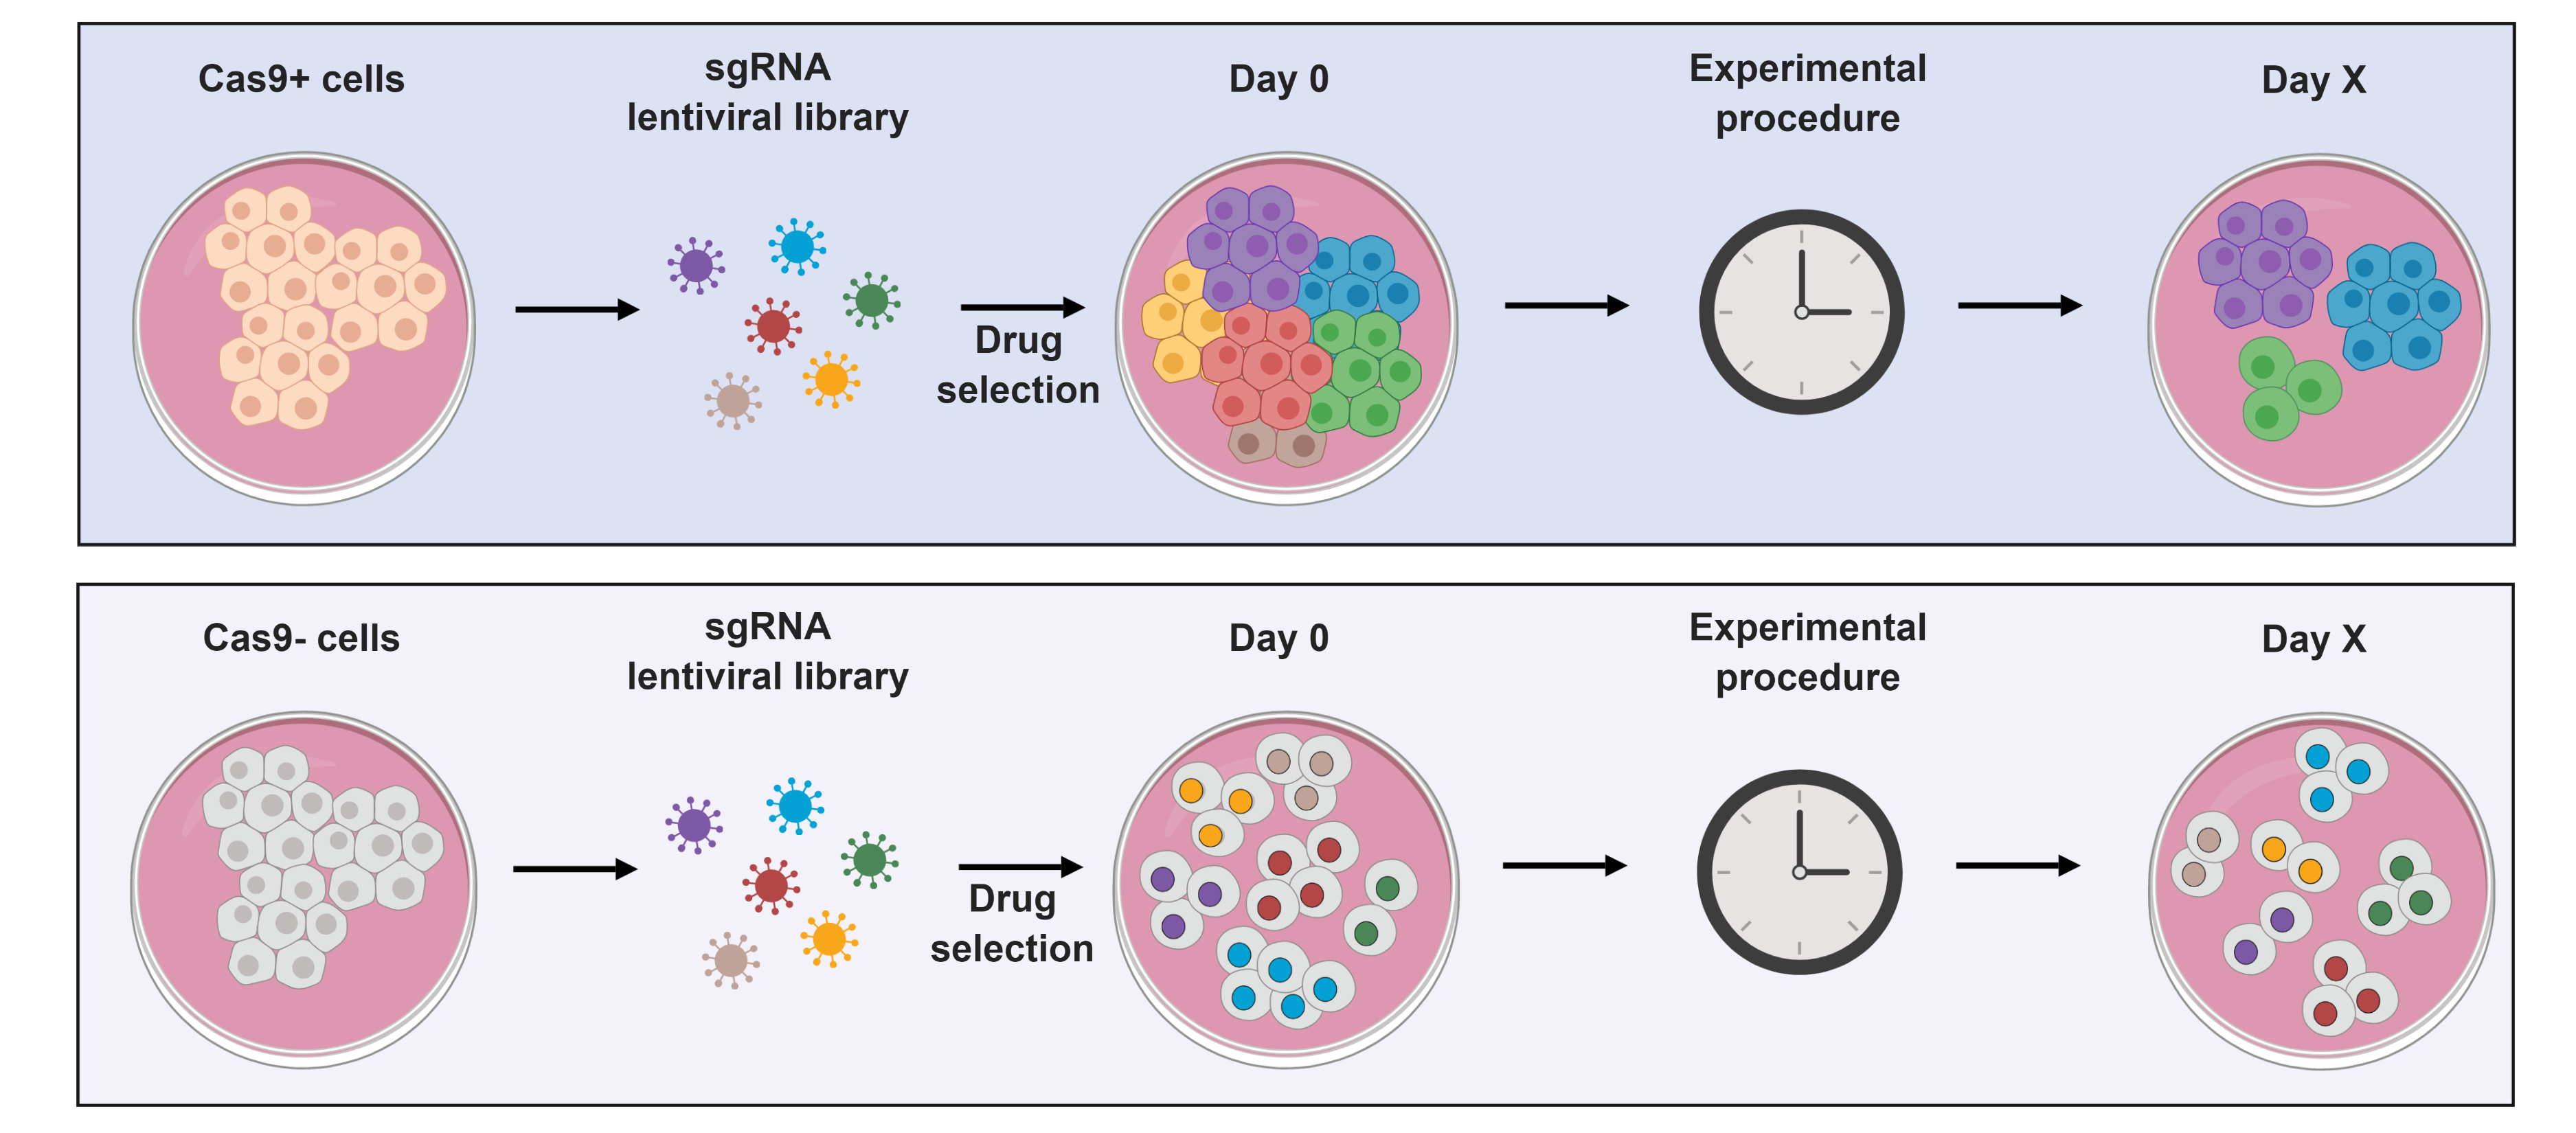 Cas9+ cells
sgRNA
lentiviral library
Drug
selection
Day 0
Experimental
procedure
Day X
Cas9- cells
sgRNA
lentiviral library
Drug
selection
Day 0
Experimental
procedure
Day X